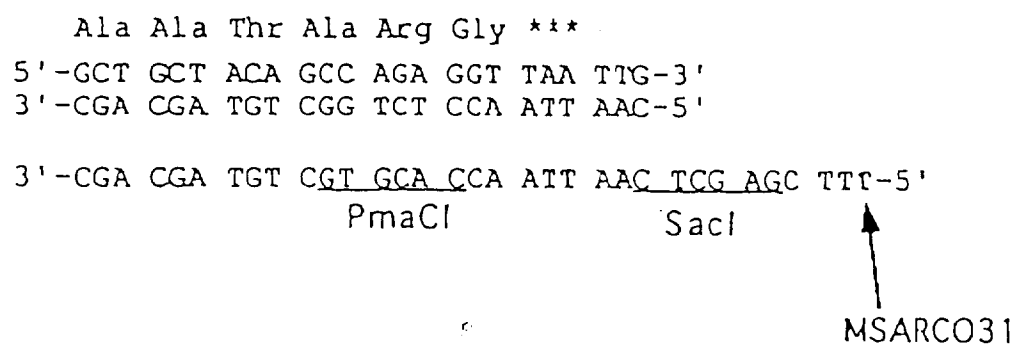 Ala Ala Thr Ala Arg Gly ***
5'-GCT GCT ACA GCC AGA GGT TAA TTG-3'
3'-CGA CGA TGT CGG TCT CCA ATT AAC-5'
3'-CGA CGA TGT CGT GCA CCA ATT AAC TCG AGC TTT-5'
PmaCI SacI
MSARCO31